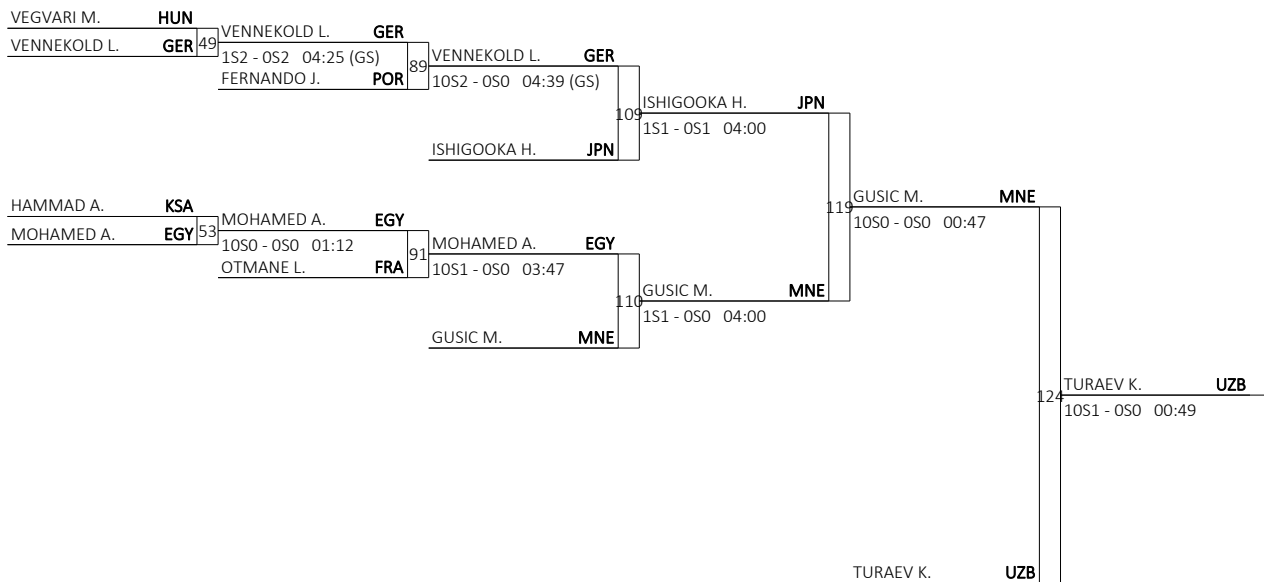 VEGVARI M. HUN
VENNEKOLD L. GER
49
VENNEKOLD L. GER
1S2 - 0S2 04:25 (GS)
FERNANDO J. POR
89
VENNEKOLD L. GER
10S2 - 0S0 04:39 (GS)
ISHIGOOKA H. JPN
109
ISHIGOOKA H. JPN
1S1 - 0S1 04:00
HAMMAD A. KSA
MOHAMED A. EGY
53
MOHAMED A. EGY
10S0 - 0S0 01:12
OTMANE L. FRA
91
MOHAMED A. EGY
10S1 - 0S0 03:47
GUSIC M. MNE
110
GUSIC M. MNE
1S1 - 0S0 04:00
119
GUSIC M. MNE
10S0 - 0S0 00:47
124
TURAEV K. UZB
10S1 - 0S0 00:49
TURAEV K. UZB